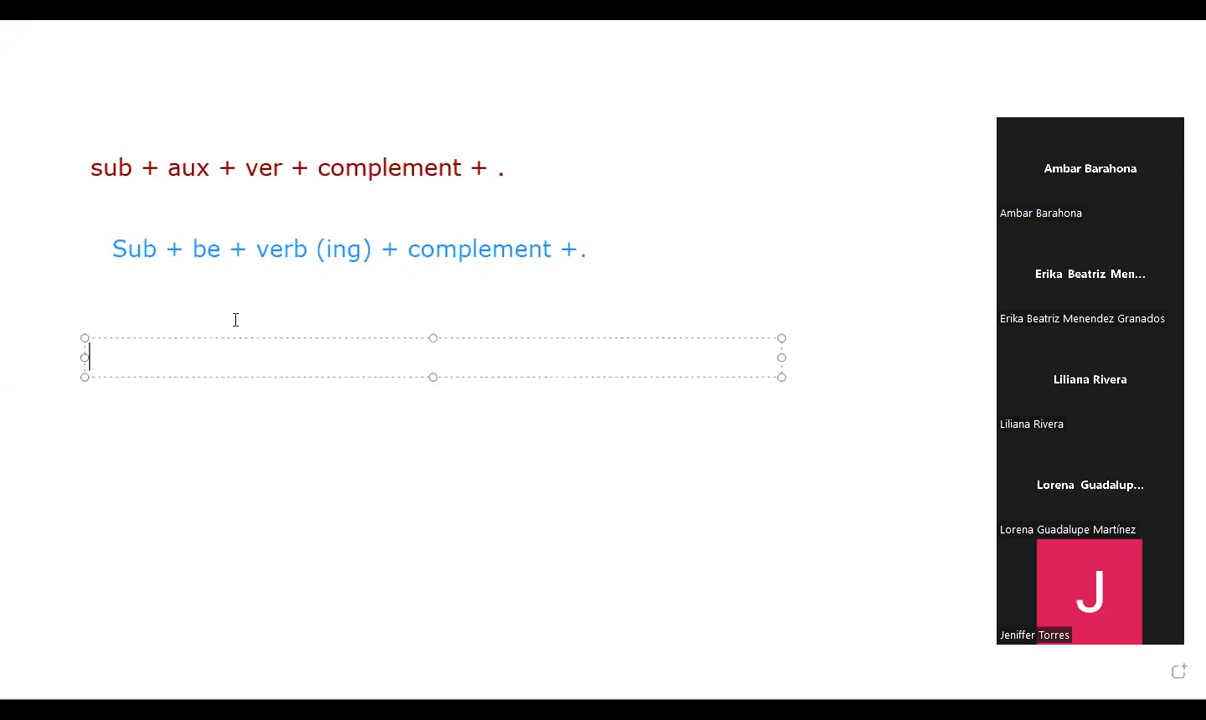 sub + aux + ver + complement + .
Sub + be + verb (ing) + complement +.
Ambar Barahona
Ambar Barahona
Erika Beatriz Men...
Erika Beatriz Menendez Granados
Liliana Rivera
Liliana Rivera
Lorena Guadalup...
Lorena Guadalupe Martínez
J
Jeniffer Torres